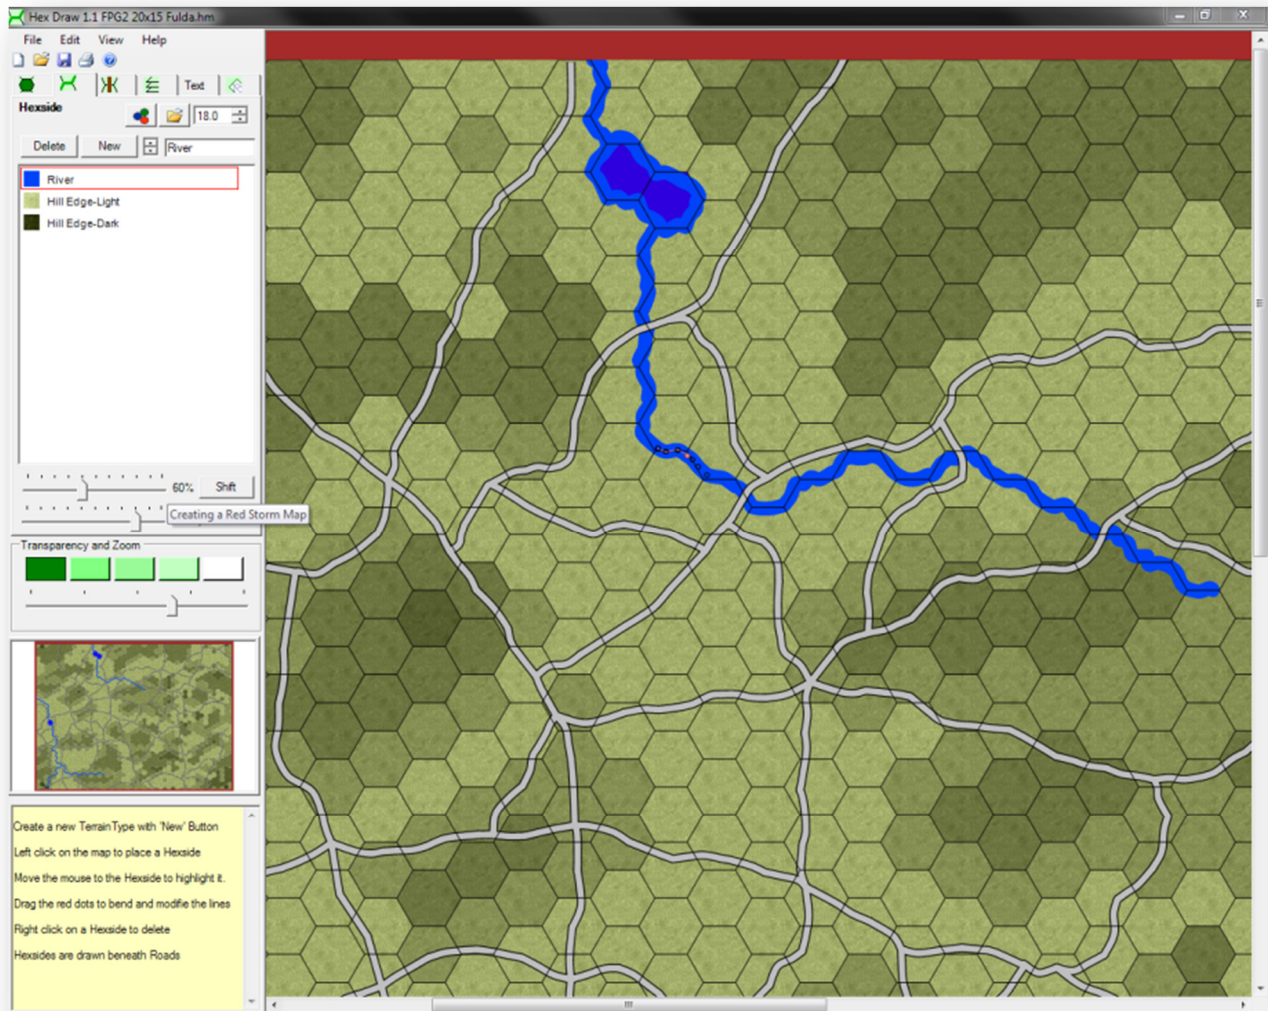 Hex Draw 1.1 FPG2 20x15 Fulda.hm
File Edit View Help
Text
Hexside
18.0
Delete New River
River
Hill Edge-Light
Hill Edge-Dark
60% Shft
Creating a Red Storm Map
Transparency and Zoom
Create a new TerrainType with 'New' Button
Left click on the map to place a Hexside
Move the mouse to the Hexside to highlight it.
Drag the red dots to bend and modifie the lines
Right click on a Hexside to delete
Hexsides are drawn beneath Roads